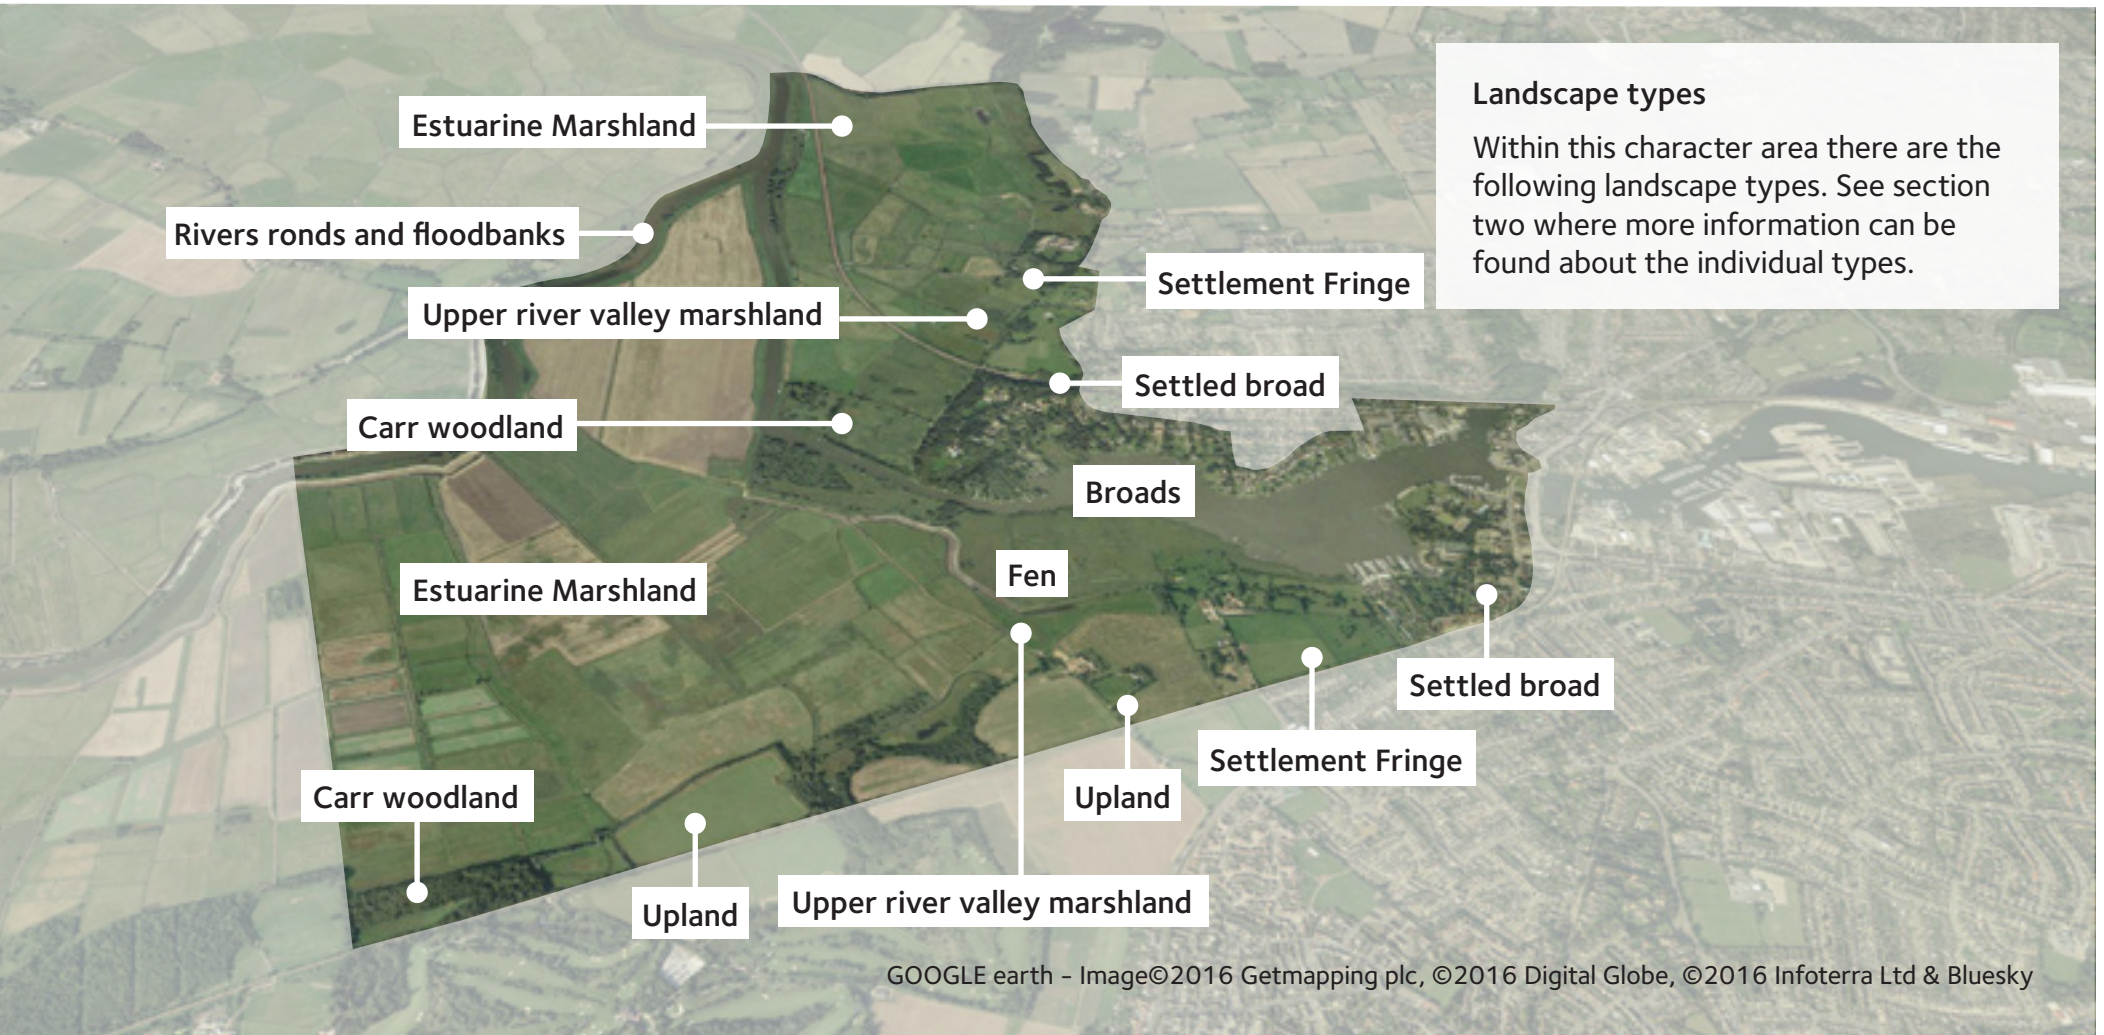 Landscape types
Within this character area there are the
following landscape types. See section
two where more information can be
found about the individual types.
Estuarine Marshland
Rivers ronds and floodbanks
Settlement Fringe
Upper river valley marshland
Settled broad
Carr woodland
Broads
Fen
Estuarine Marshland
Settled broad
Settlement Fringe
Carr woodland
Upland
Upland
Upper river valley marshland
GOOGLE earth – Image©2016 Getmapping plc, ©2016 Digital Globe, ©2016 Infoterra Ltd & Bluesky